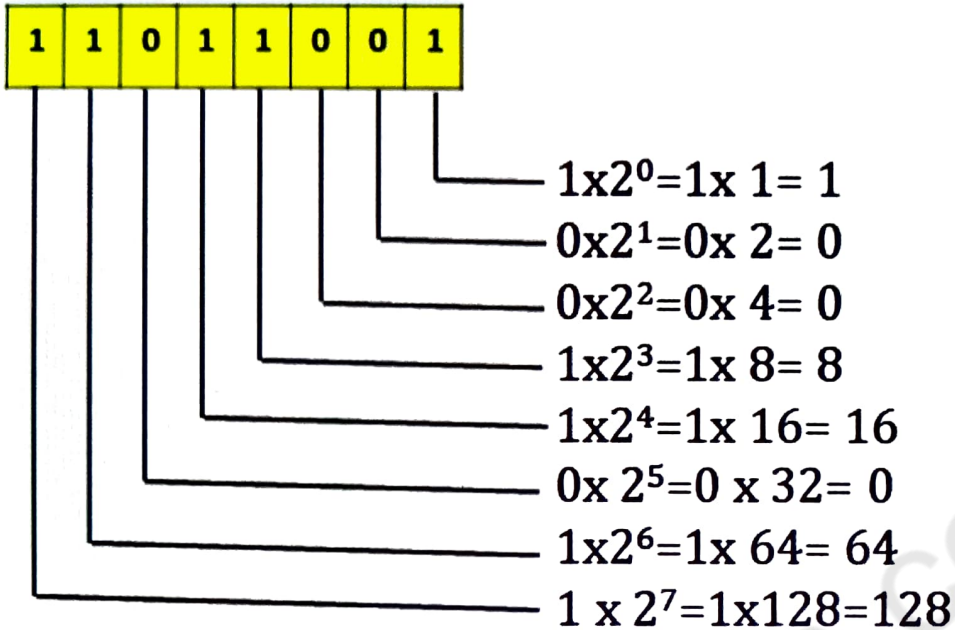 1 1 0 1 1 0 0 1
1x2⁰=1x 1= 1
0x2¹=0x 2= 0
0x2²=0x 4= 0
1x2³=1x 8= 8
1x2⁴=1x 16= 16
0x 2⁵=0 x 32= 0
1x2⁶=1x 64= 64
1 x 2⁷=1x128=128